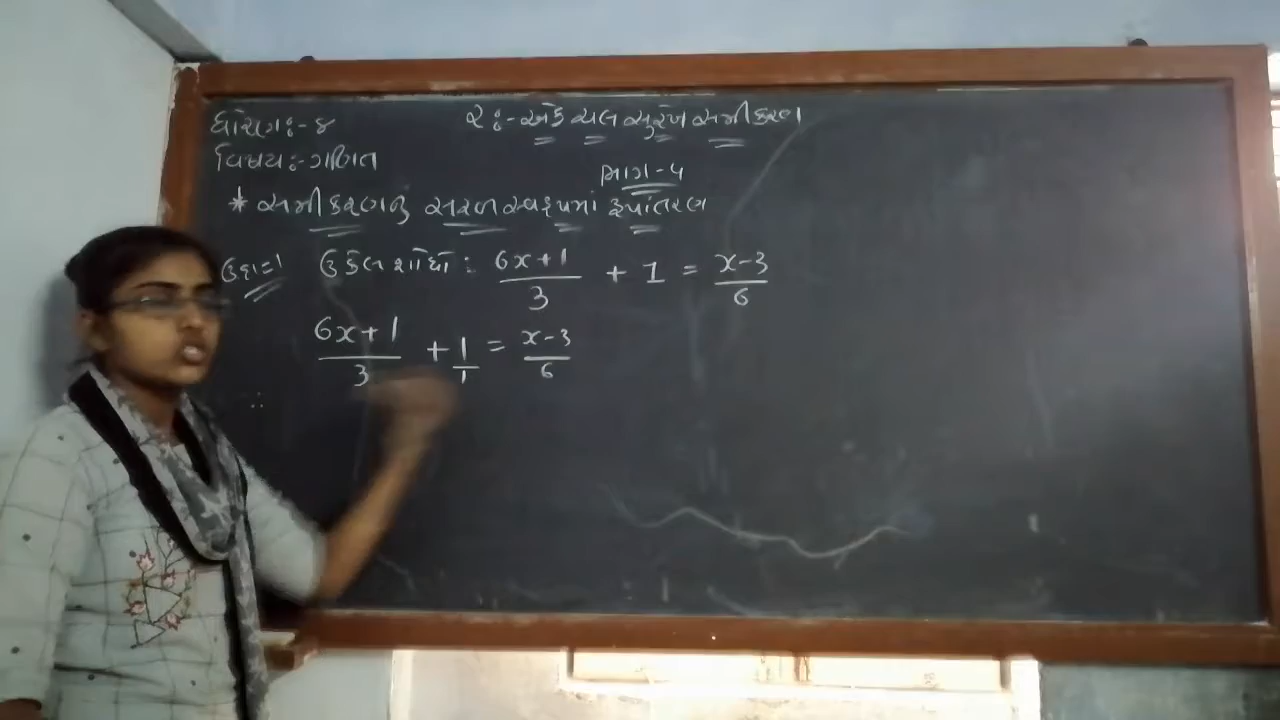 ધોરણઃ-૮
૨ઃ-એક ચલ સુરેખ સમીકરણ
વિષયઃ-ગણિત
ભાગ-૫
* સમીકરણનું સરળ સ્વરૂપમાં રૂપાંતરણ
ઉદાઃ૧ ઉકેલ શોધો : (6x+1)/3 + 1 = (x-3)/6
(6x+1)/3 + 1/1 = (x-3)/6
∴